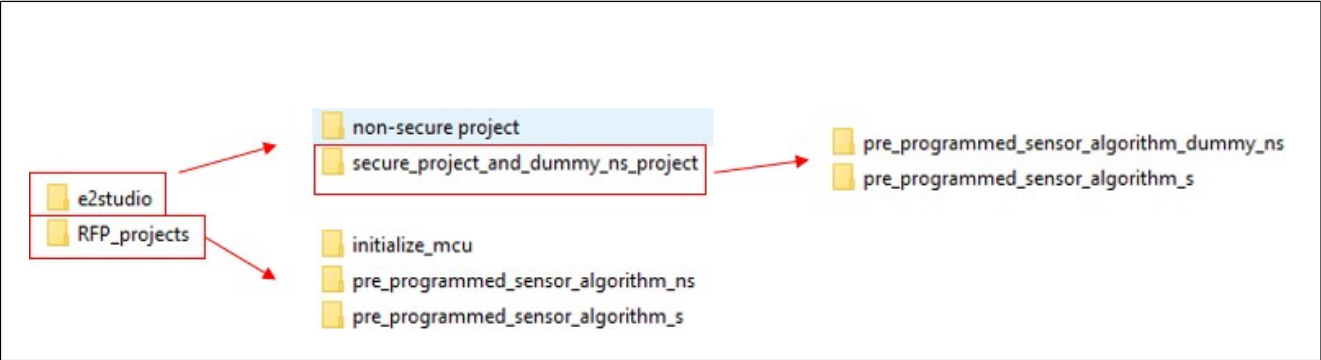 e2studio
RFP_projects
non-secure project
secure_project_and_dummy_ns_project
initialize_mcu
pre_programmed_sensor_algorithm_ns
pre_programmed_sensor_algorithm_s
pre_programmed_sensor_algorithm_dummy_ns
pre_programmed_sensor_algorithm_s